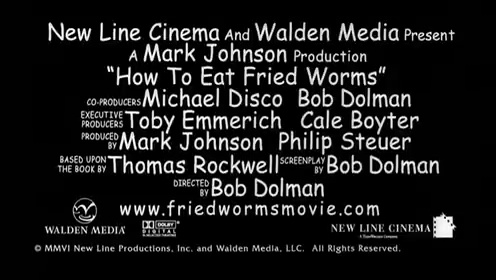 New Line Cinema And Walden Media Present
A Mark Johnson Production
"How To Eat Fried Worms"
CO-PRODUCERS Michael Disco Bob Dolman
EXECUTIVE PRODUCERS Toby Emmerich Cale Boyter
PRODUCED BY Mark Johnson Philip Steuer
BASED UPON THE BOOK BY Thomas Rockwell SCREENPLAY BY Bob Dolman
DIRECTED BY Bob Dolman
www.friedwormsmovie.com
WALDEN MEDIA DOLBY DIGITAL NEW LINE CINEMA
© MMVI New Line Productions, Inc. and Walden Media, LLC. All Rights Reserved.